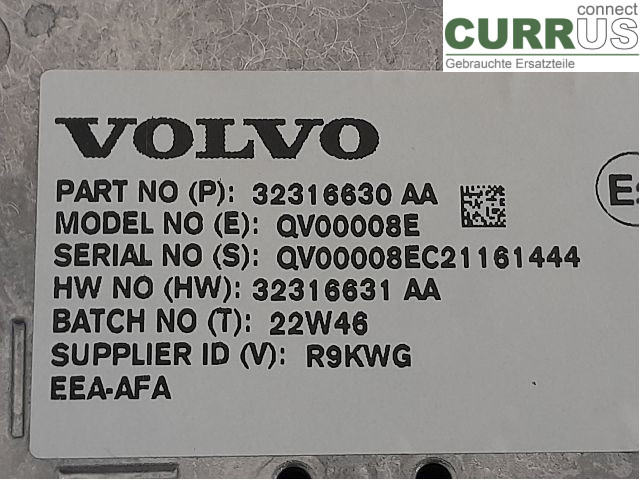 connect
CURRUS
Gebrauchte Ersatzteile
VOLVO
PART NO (P): 32316630 AA
MODEL NO (E): QV00008E
SERIAL NO (S): QV00008EC21161444
HW NO (HW): 32316631 AA
BATCH NO (T): 22W46
SUPPLIER ID (V): R9KWG
EEA-AFA